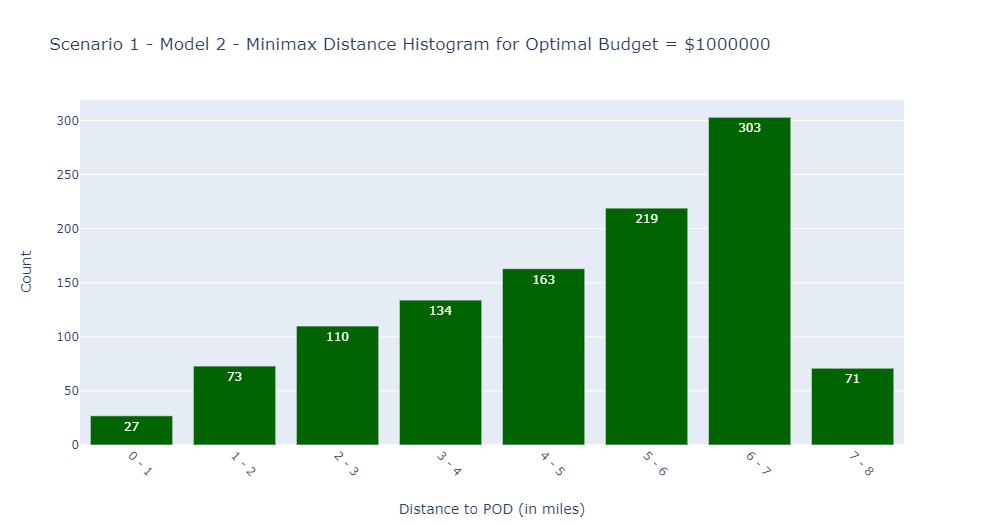 Scenario 1 - Model 2 - Minimax Distance Histogram for Optimal Budget = $1000000
300
250
200
150
100
50
0
Count
27
73
110
134
163
219
303
71
0 - 1
1 - 2
2 - 3
3 - 4
4 - 5
5 - 6
6 - 7
7 - 8
Distance to POD (in miles)